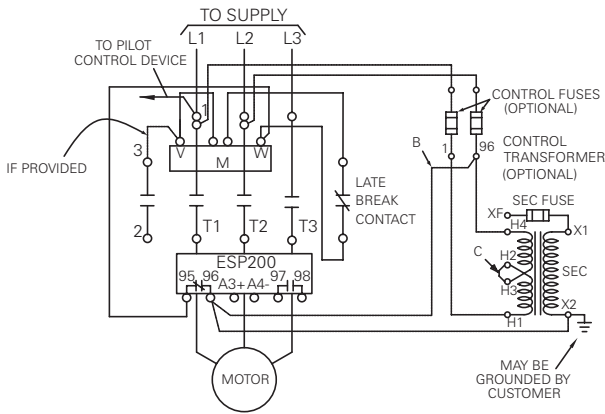 TO SUPPLY
L1 L2 L3
TO PILOT
CONTROL DEVICE
1
CONTROL FUSES
(OPTIONAL)
IF PROVIDED
3
V
M
W
B
1
96
CONTROL
TRANSFORMER
(OPTIONAL)
LATE
BREAK
CONTACT
SEC FUSE
XF
H4
X1
2
T1
T2
T3
C
H2
H3
SEC
ESP200
95 96 A3+ A4- 97 98
H1
X2
MOTOR
MAY BE
GROUNDED BY
CUSTOMER